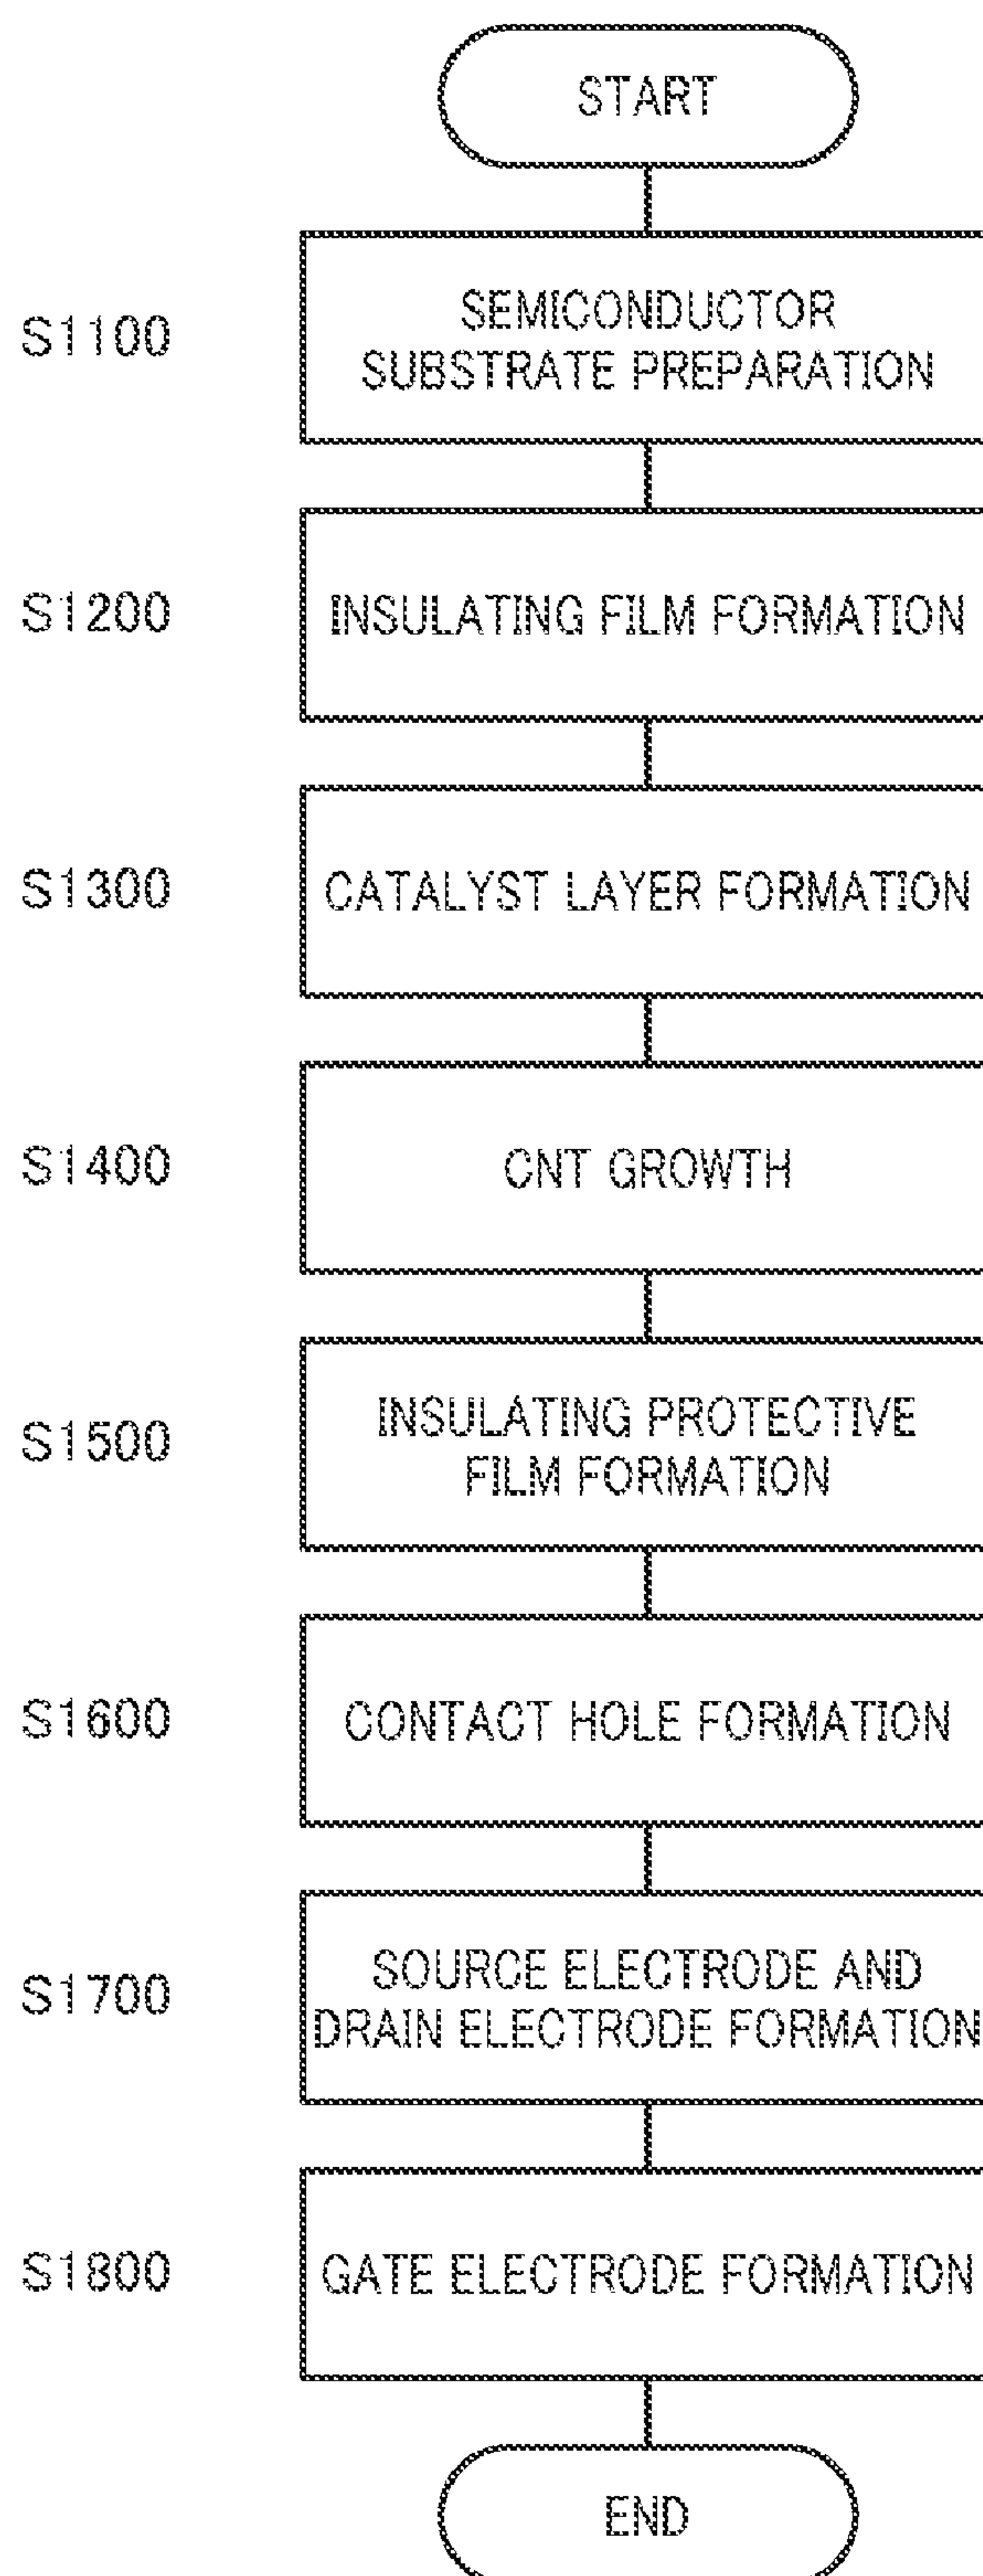 START
S1100
SEMICONDUCTOR
SUBSTRATE PREPARATION
S1200
INSULATING FILM FORMATION
S1300
CATALYST LAYER FORMATION
S1400
CNT GROWTH
S1500
INSULATING PROTECTIVE
FILM FORMATION
S1600
CONTACT HOLE FORMATION
S1700
SOURCE ELECTRODE AND
DRAIN ELECTRODE FORMATION
S1800
GATE ELECTRODE FORMATION
END